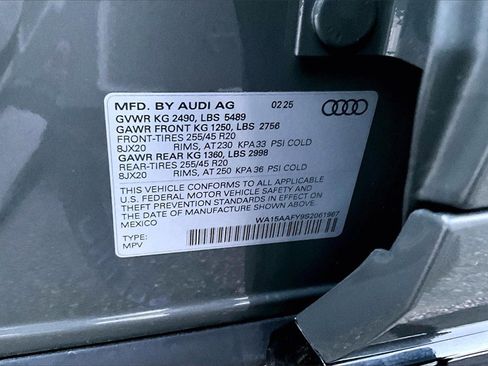 MFD. BY AUDI AG 02/25
GVWR KG 2490, LBS 5489
GAWR FRONT KG 1250, LBS 2756
FRONT-TIRES 255/45 R20
8JX20 RIMS, AT 230 KPA 33 PSI COLD
GAWR REAR KG 1360, LBS 2998
REAR-TIRES 255/45 R20
8JX20 RIMS, AT 250 KPA 36 PSI COLD
THIS VEHICLE CONFORMS TO ALL APPLICABLE
U.S. FEDERAL MOTOR VEHICLE SAFETY AND
THEFT PREVENTION STANDARDS IN EFFECT ON
THE DATE OF MANUFACTURE SHOWN ABOVE.
MEXICO
WA15AAFY9S2061967
TYPE:
MPV